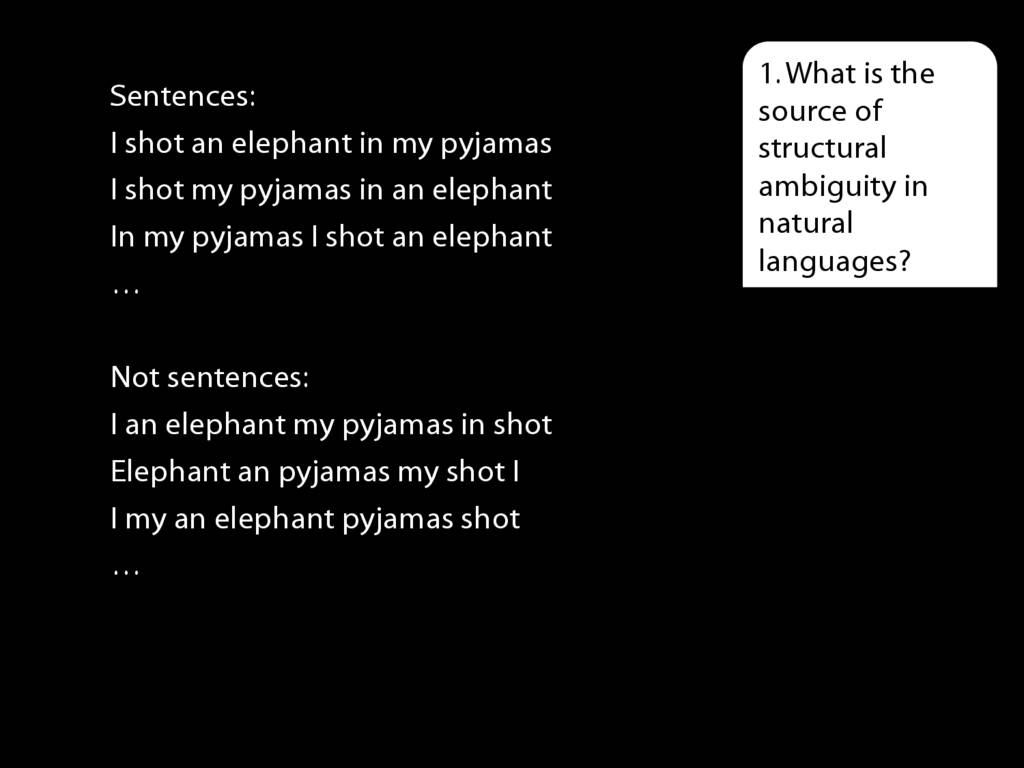 Sentences:
I shot an elephant in my pyjamas
I shot my pyjamas in an elephant
In my pyjamas I shot an elephant
…
Not sentences:
I an elephant my pyjamas in shot
Elephant an pyjamas my shot I
I my an elephant pyjamas shot
…
1. What is the
source of
structural
ambiguity in
natural
languages?